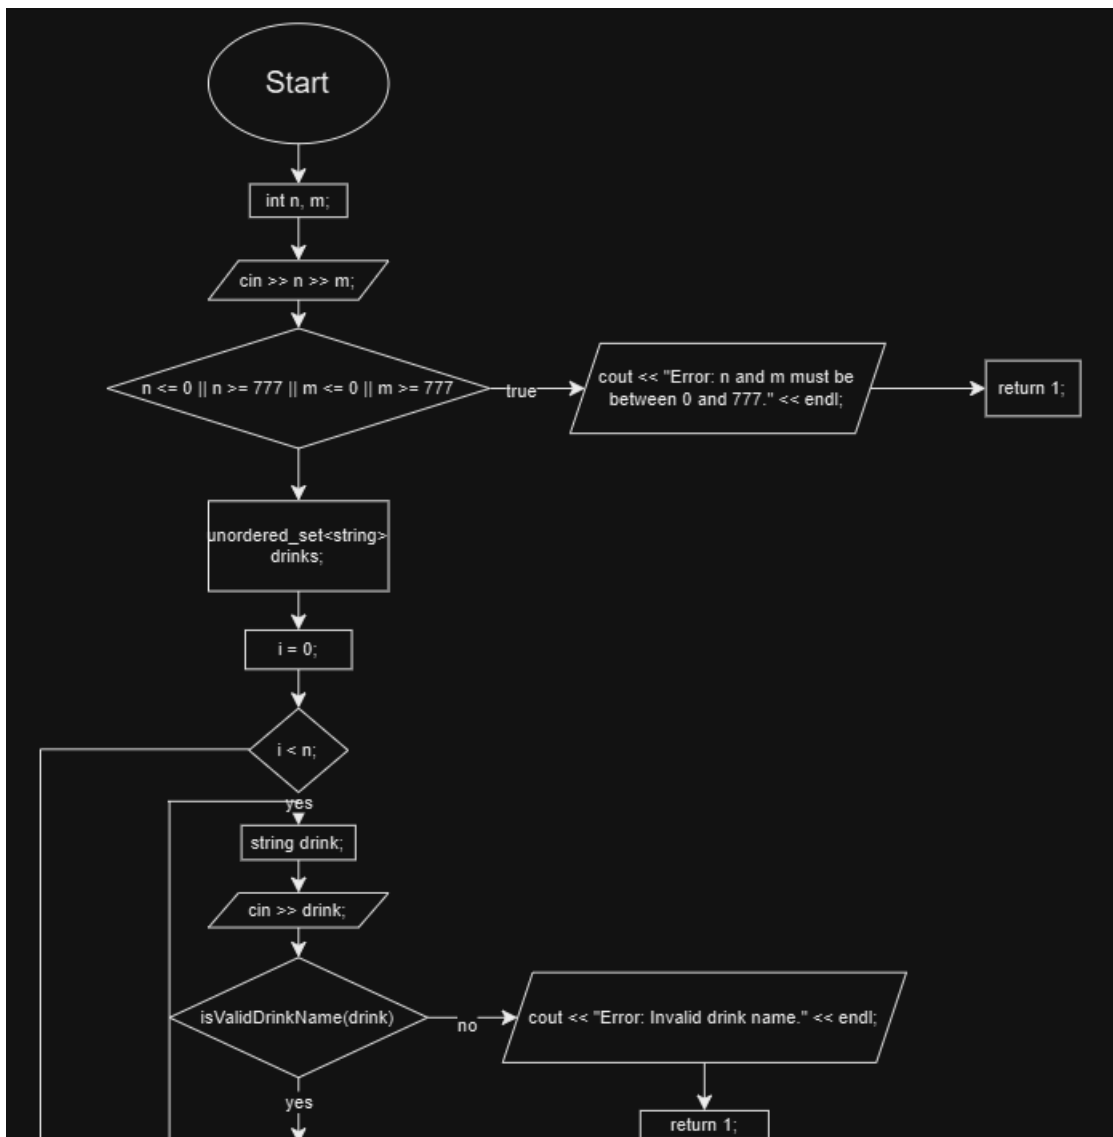 Start
int n, m;
cin >> n >> m;
n <= 0 || n >= 777 || m <= 0 || m >= 777
true
cout << "Error: n and m must be
between 0 and 777." << endl;
return 1;
unordered_set<string>
drinks;
i = 0;
i < n;
yes
string drink;
cin >> drink;
isValidDrinkName(drink)
no
cout << "Error: Invalid drink name." << endl;
yes
return 1;